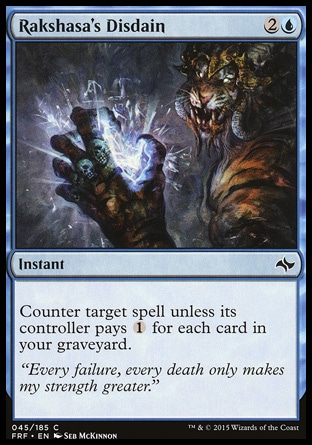 Rakshasa's Disdain 2
Instant
Counter target spell unless its
controller pays 1 for each card in
your graveyard.
“Every failure, every death only makes
my strength greater.”
045/185 C
FRF • EN Seb McKinnon
™ & © 2015 Wizards of the Coast